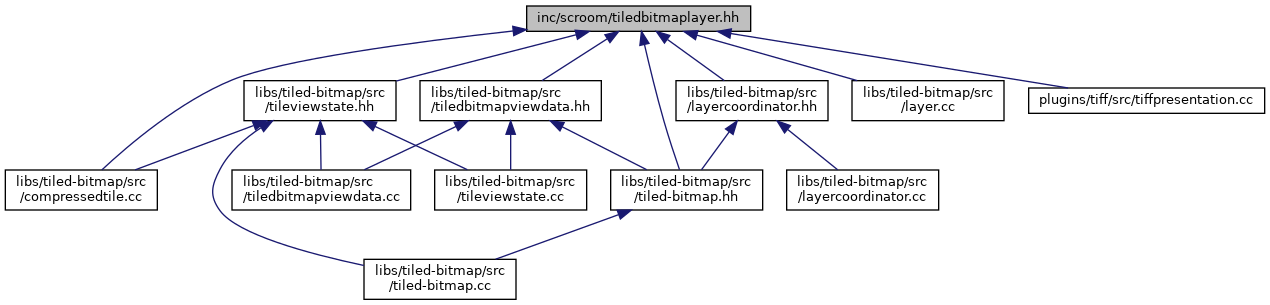 inc/scroom/tiledbitmaplayer.hh
libs/tiled-bitmap/src
/tileviewstate.hh
libs/tiled-bitmap/src
/tiledbitmapviewdata.hh
libs/tiled-bitmap/src
/layercoordinator.hh
libs/tiled-bitmap/src
/layer.cc
plugins/tiff/src/tiffpresentation.cc
libs/tiled-bitmap/src
/compressedtile.cc
libs/tiled-bitmap/src
/tiledbitmapviewdata.cc
libs/tiled-bitmap/src
/tileviewstate.cc
libs/tiled-bitmap/src
/tiled-bitmap.hh
libs/tiled-bitmap/src
/layercoordinator.cc
libs/tiled-bitmap/src
/tiled-bitmap.cc